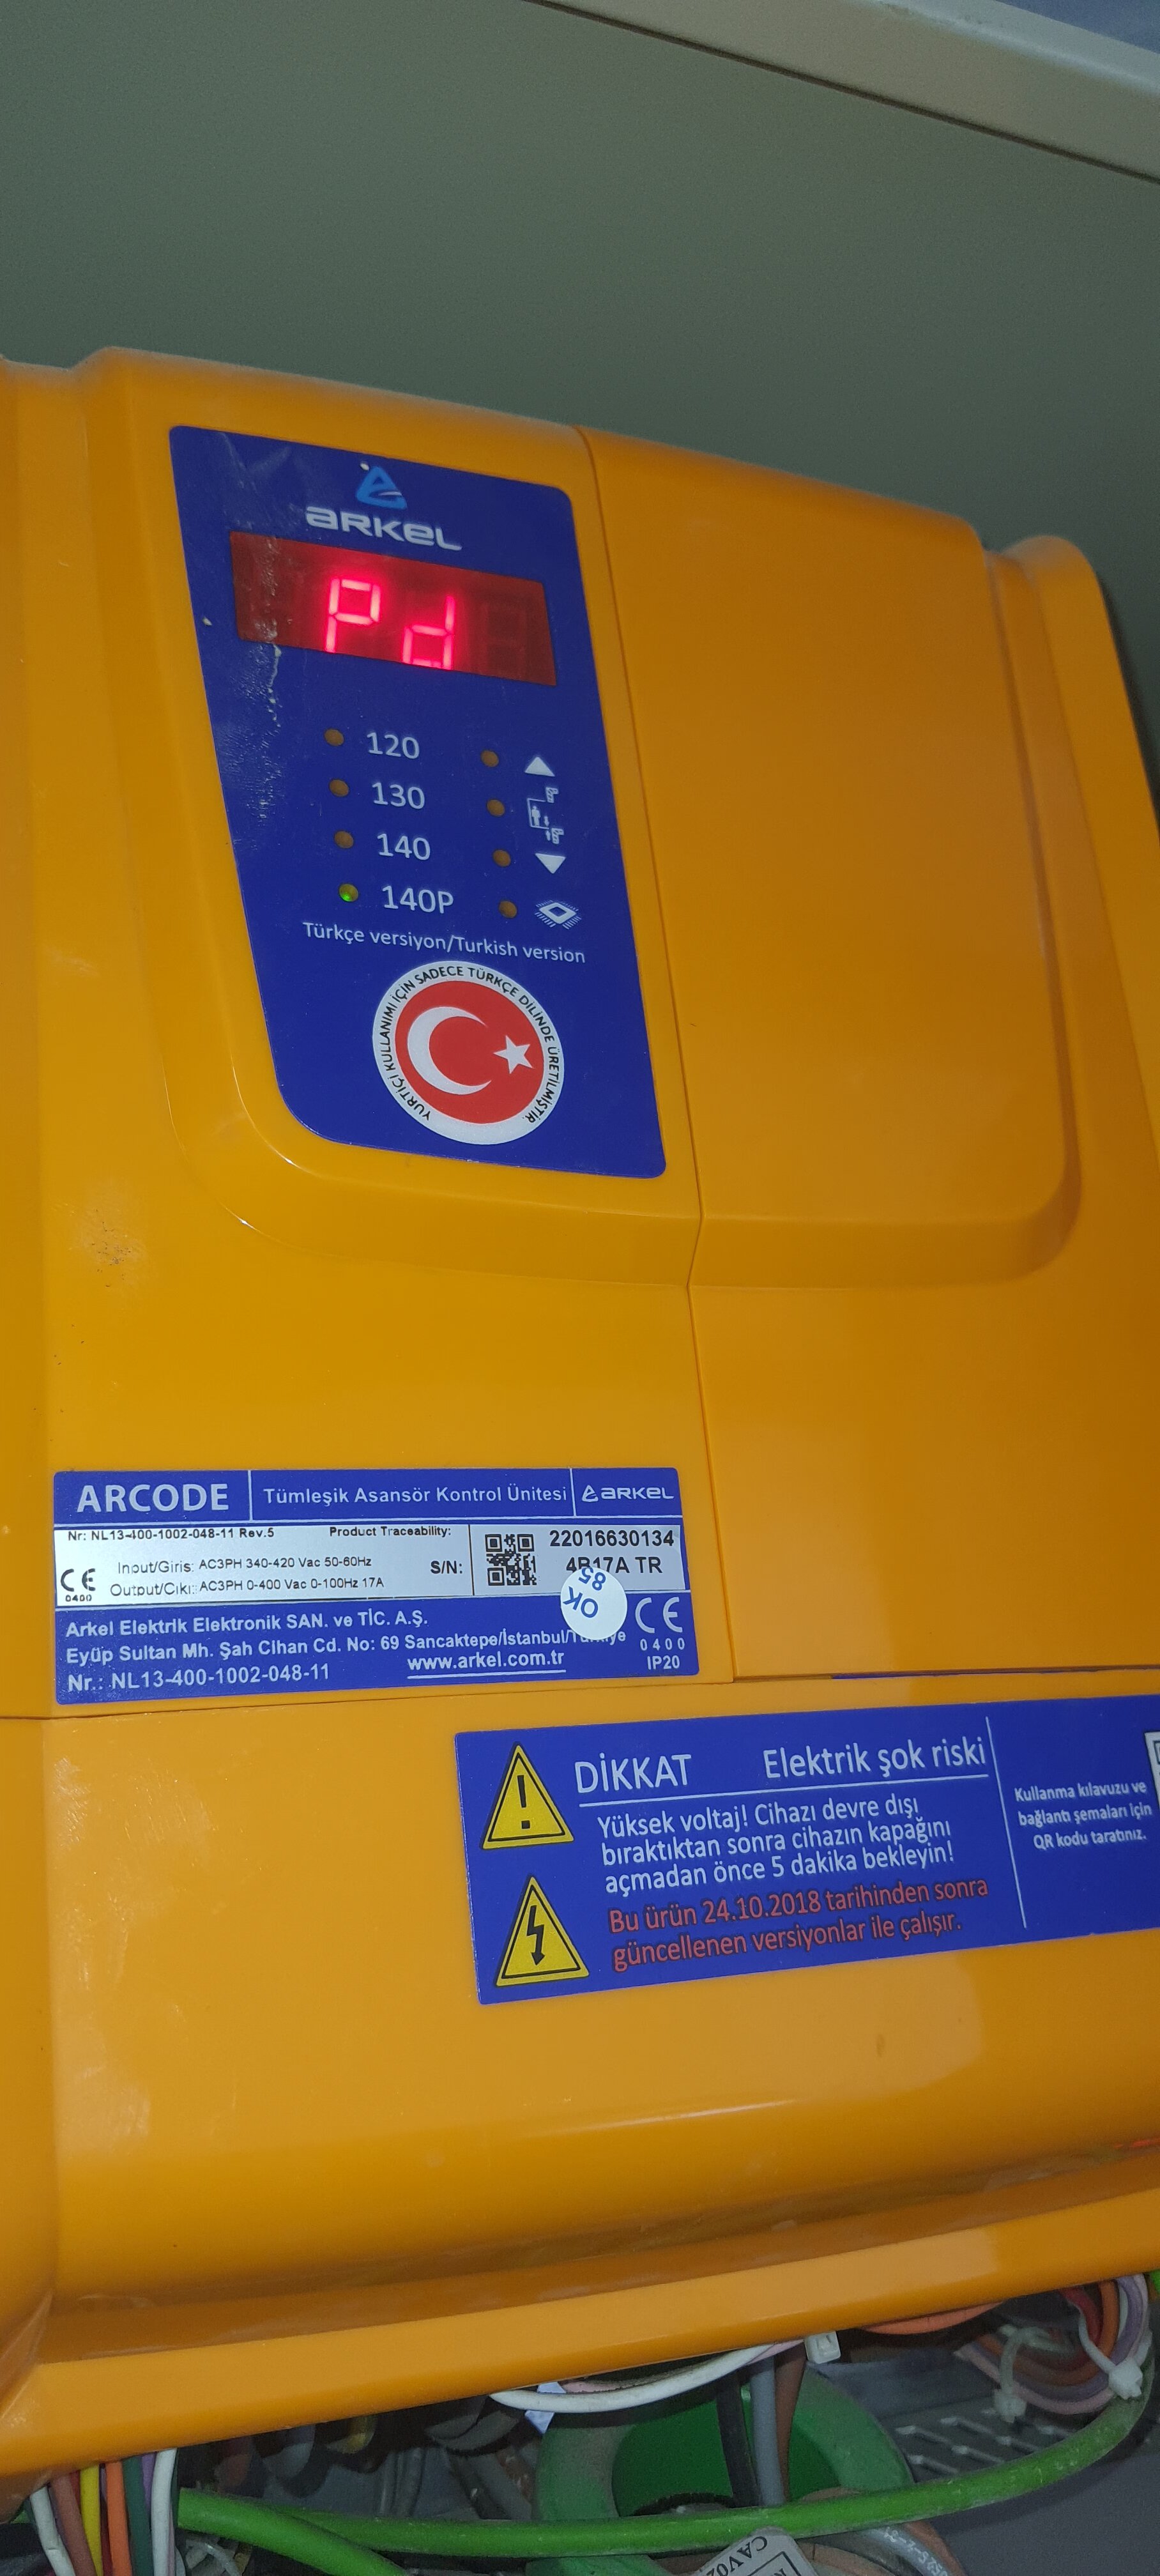 ARKEL
Pd
120
130
140
140P
Türkçe versiyon/Turkish version
YURTİÇİ KULLANIMI İÇİN SADECE TÜRKÇE DİLİNDE ÜRETİLMİŞTİR
ARCODE
Tümleşik Asansör Kontrol Ünitesi
ARKEL
Nr: NL13-400-1002-048-11 Rev.5
Product Traceability:
Input/Giris: AC3PH 340-420 Vac 50-60Hz
Output/Cıkı: AC3PH 0-400 Vac 0-100Hz 17A
CE
0400
S/N:
22016630134
4B17A TR
OK
85
Arkel Elektrik Elektronik SAN. ve TİC. A.Ş.
Eyüp Sultan Mh. Şah Cihan Cd. No: 69 Sancaktepe/İstanbul/
Nr.: NL13-400-1002-048-11
www.arkel.com.tr
CE
0400
IP20
DİKKAT
Elektrik şok riski
Yüksek voltaj! Cihazı devre dışı
bıraktıktan sonra cihazın kapağını
açmadan önce 5 dakika bekleyin!
Bu ürün 24.10.2018 tarihinden sonra
güncellenen versiyonlar ile çalışır.
Kullanma kılavuzu ve
bağlantı şemaları için
QR kodu taratınız.